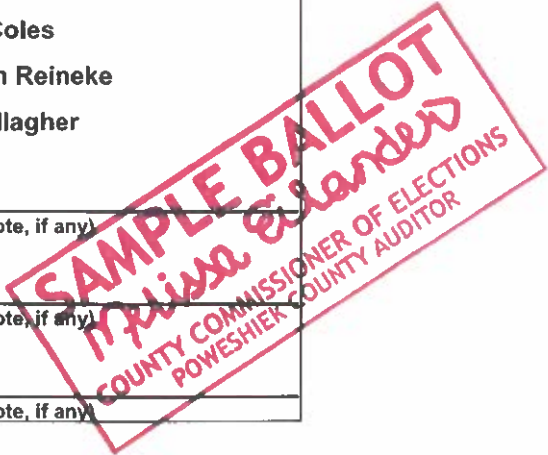 Coles
n Reineke
llagher
ote, if any)
ote, if any)
ote, if any)
SAMPLE BALLOT
Melissa Eilander
COUNTY COMMISSIONER OF ELECTIONS
POWESHIEK COUNTY AUDITOR